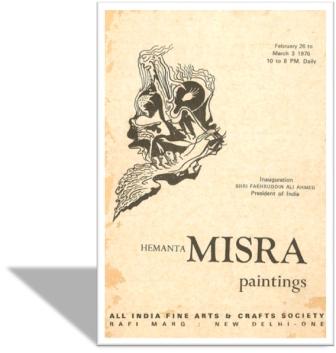 February 26 to
March 3 1976
10 to 8 PM. Daily
Inauguration
SHRI FAKHRUDDIN ALI AHMED
President of India
HEMANTA MISRA
paintings
ALL INDIA FINE ARTS & CRAFTS SOCIETY
RAFI MARG : NEW DELHI-ONE